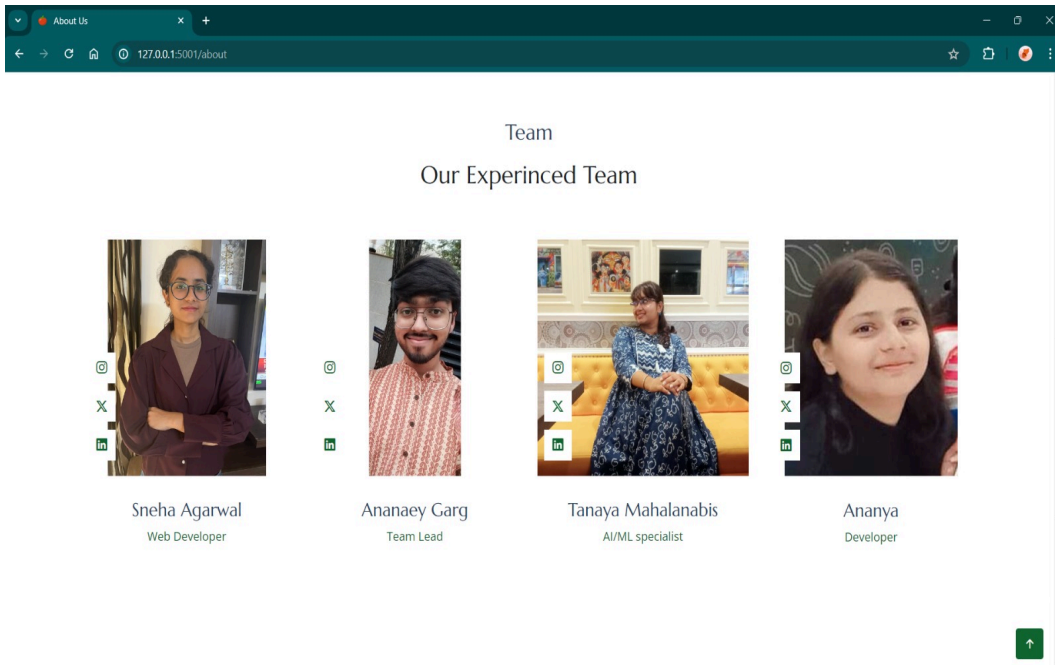 About Us
127.0.0.1:5001/about
Team
Our Experinced Team
Sneha Agarwal
Web Developer
Ananaey Garg
Team Lead
Tanaya Mahalanabis
AI/ML specialist
Ananya
Developer